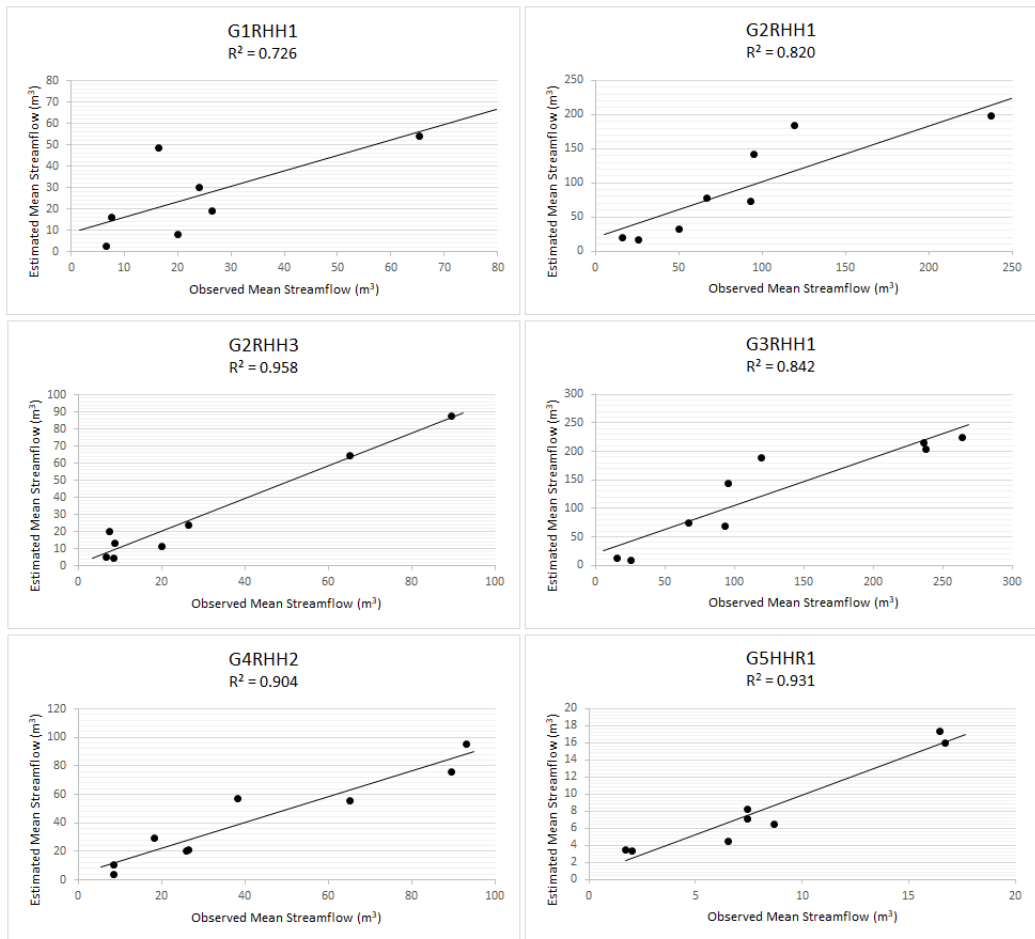 G1RHH1
R² = 0.726
Estimated Mean Streamflow (m³)
80
70
60
50
40
30
20
10
0
0 10 20 30 40 50 60 70 80
Observed Mean Streamflow (m³)
G2RHH1
R² = 0.820
Estimated Mean Streamflow (m³)
250
200
150
100
50
0
0 50 100 150 200 250
Observed Mean Streamflow (m³)
G2RHH3
R² = 0.958
Estimated Mean Streamflow (m³)
100
90
80
70
60
50
40
30
20
10
0
0 20 40 60 80 100
Observed Mean Streamflow (m³)
G3RHH1
R² = 0.842
Estimated Mean Streamflow (m³)
300
250
200
150
100
50
0
0 50 100 150 200 250 300
Observed Mean Streamflow (m³)
G4RHH2
R² = 0.904
Estimated Mean Streamflow (m³)
120
100
80
60
40
20
0
0 20 40 60 80 100
Observed Mean Streamflow (m³)
G5HHR1
R² = 0.931
Estimated Mean Streamflow (m³)
20
18
16
14
12
10
8
6
4
2
0
0 5 10 15 20
Observed Mean Streamflow (m³)